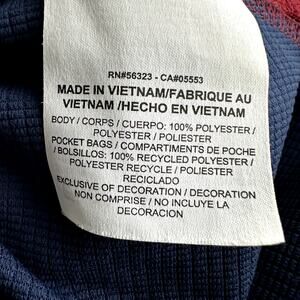 RN#56323 - CA#05553
MADE IN VIETNAM/FABRIQUE AU
VIETNAM /HECHO EN VIETNAM
BODY / CORPS / CUERPO: 100% POLYESTER /
POLYESTER / POLIESTER
POCKET BAGS / COMPARTIMENTS DE POCHE
/ BOLSILLOS: 100% RECYCLED POLYESTER /
POLYESTER RECYCLE / POLIESTER
RECICLADO
EXCLUSIVE OF DECORATION / DECORATION
NON COMPRISE / NO INCLUYE LA
DECORACION